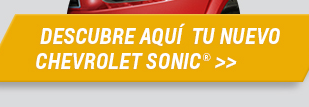 DESCUBRE AQUÍ TU NUEVO
CHEVROLET SONIC® >>